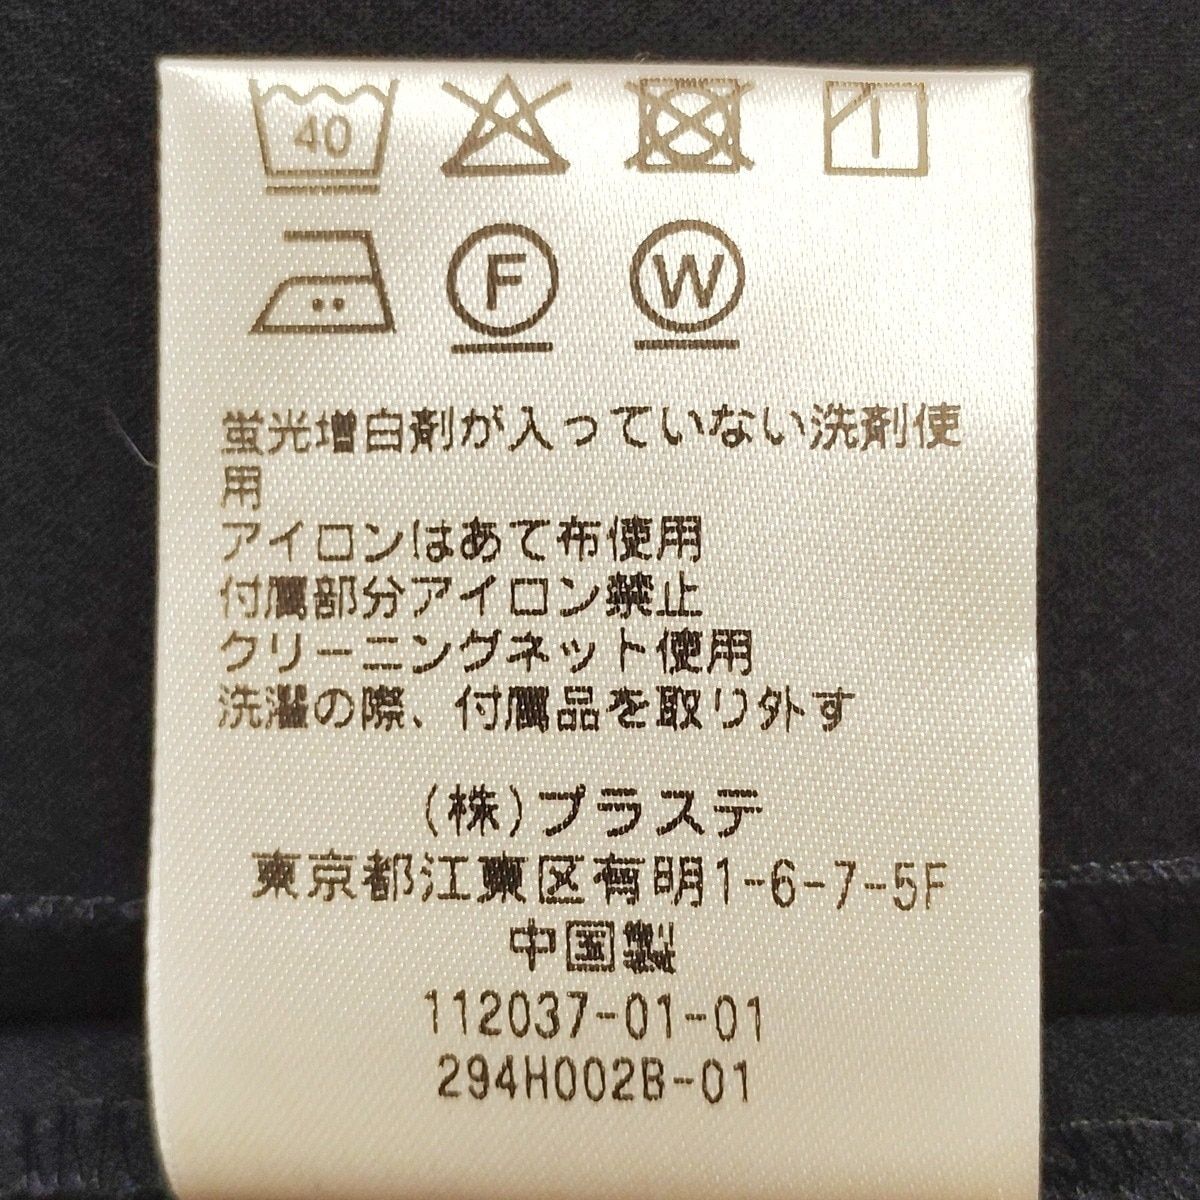 40
F W
蛍光増白剤が入っていない洗剤使
用
アイロンはあて布使用
付属部分アイロン禁止
クリーニングネット使用
洗濯の際、付属品を取り外す
(株)プラステ
東京都江東区有明1-6-7-5F
中国製
112037-01-01
294H002B-01